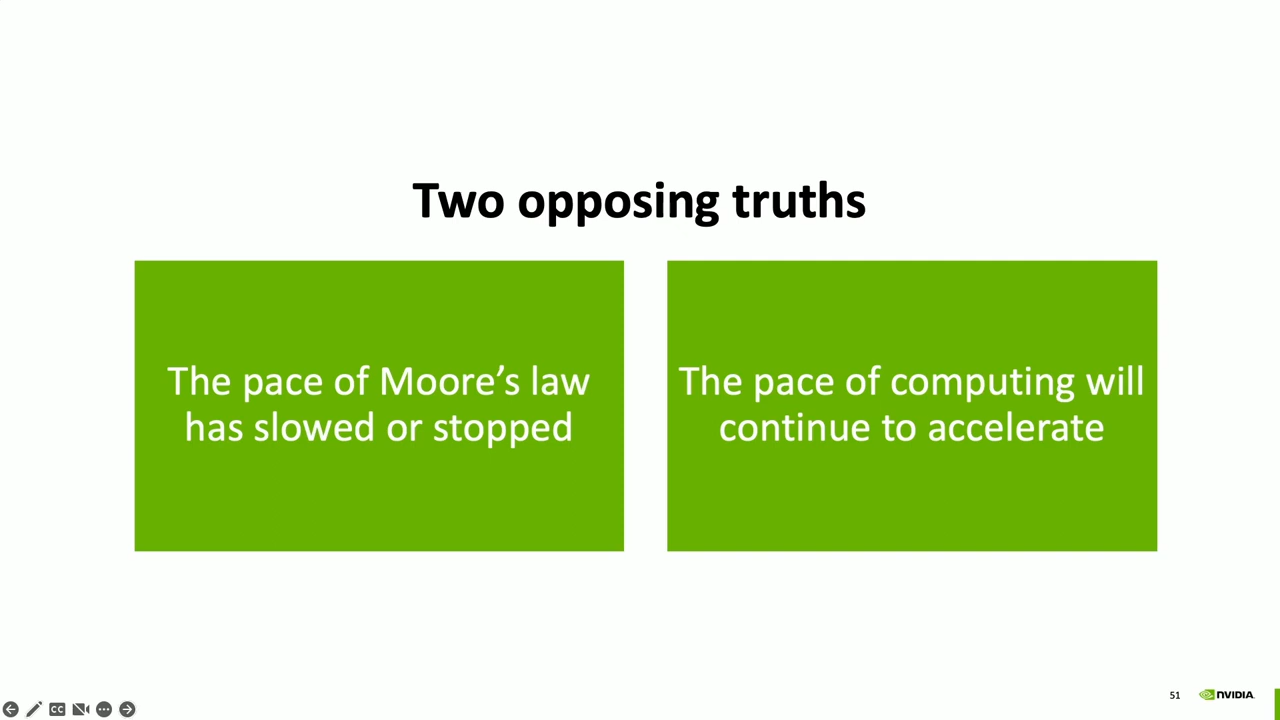 Two opposing truths
The pace of Moore’s law
has slowed or stopped
The pace of computing will
continue to accelerate
51
NVIDIA.
CC